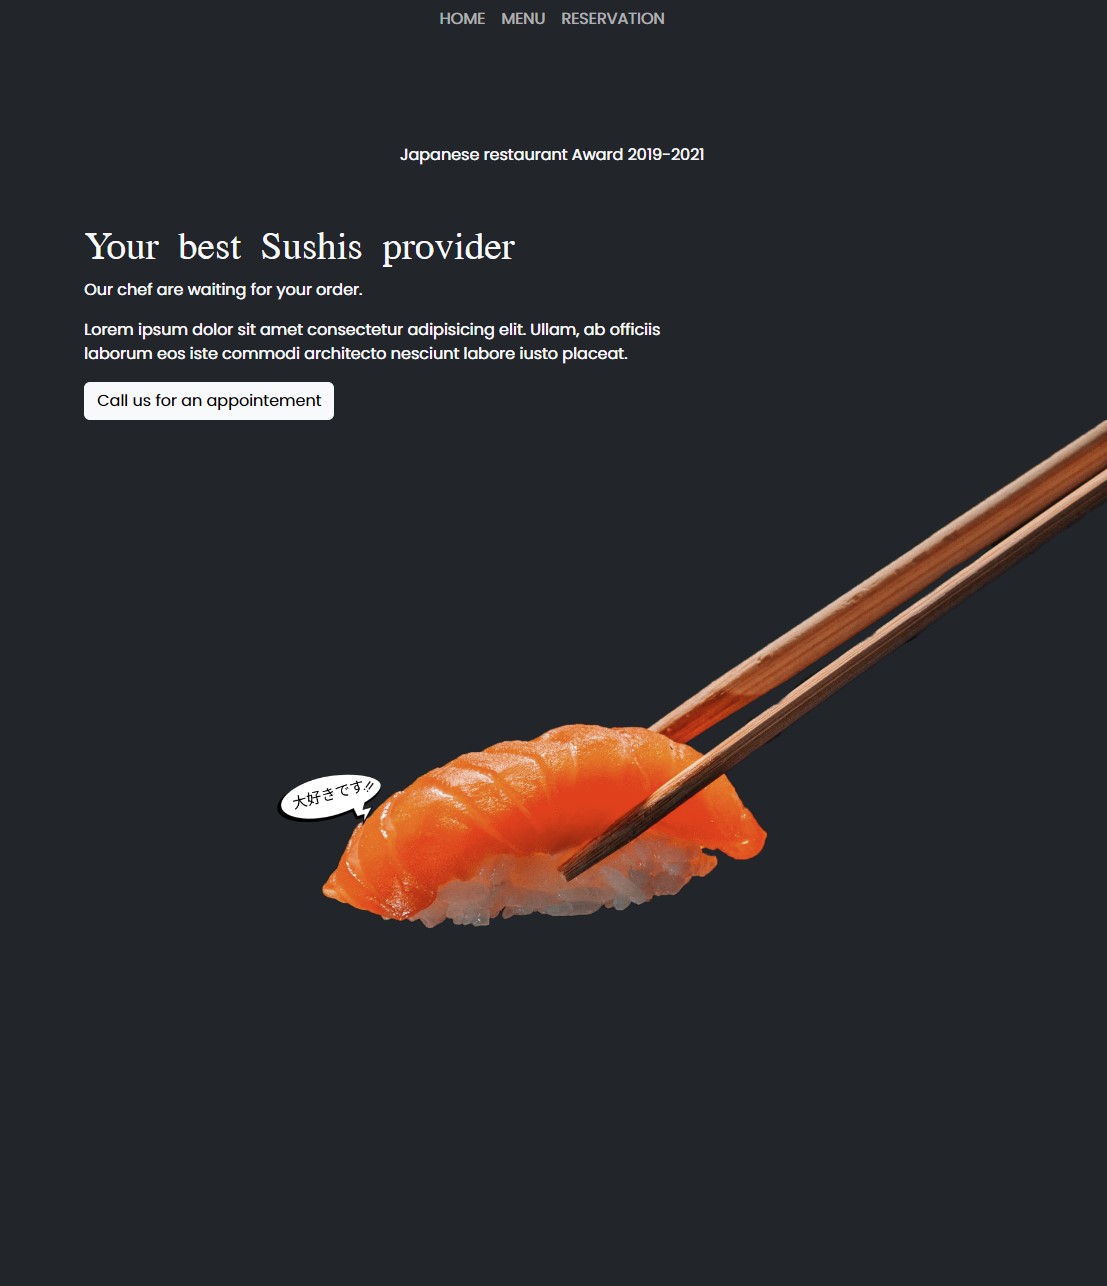 HOME MENU RESERVATION
Japanese restaurant Award 2019-2021
Your best Sushis provider
Our chef are waiting for your order.
Lorem ipsum dolor sit amet consectetur adipisicing elit. Ullam, ab officiis
laborum eos iste commodi architecto nesciunt labore iusto placeat.
Call us for an appointement
大好きです!!